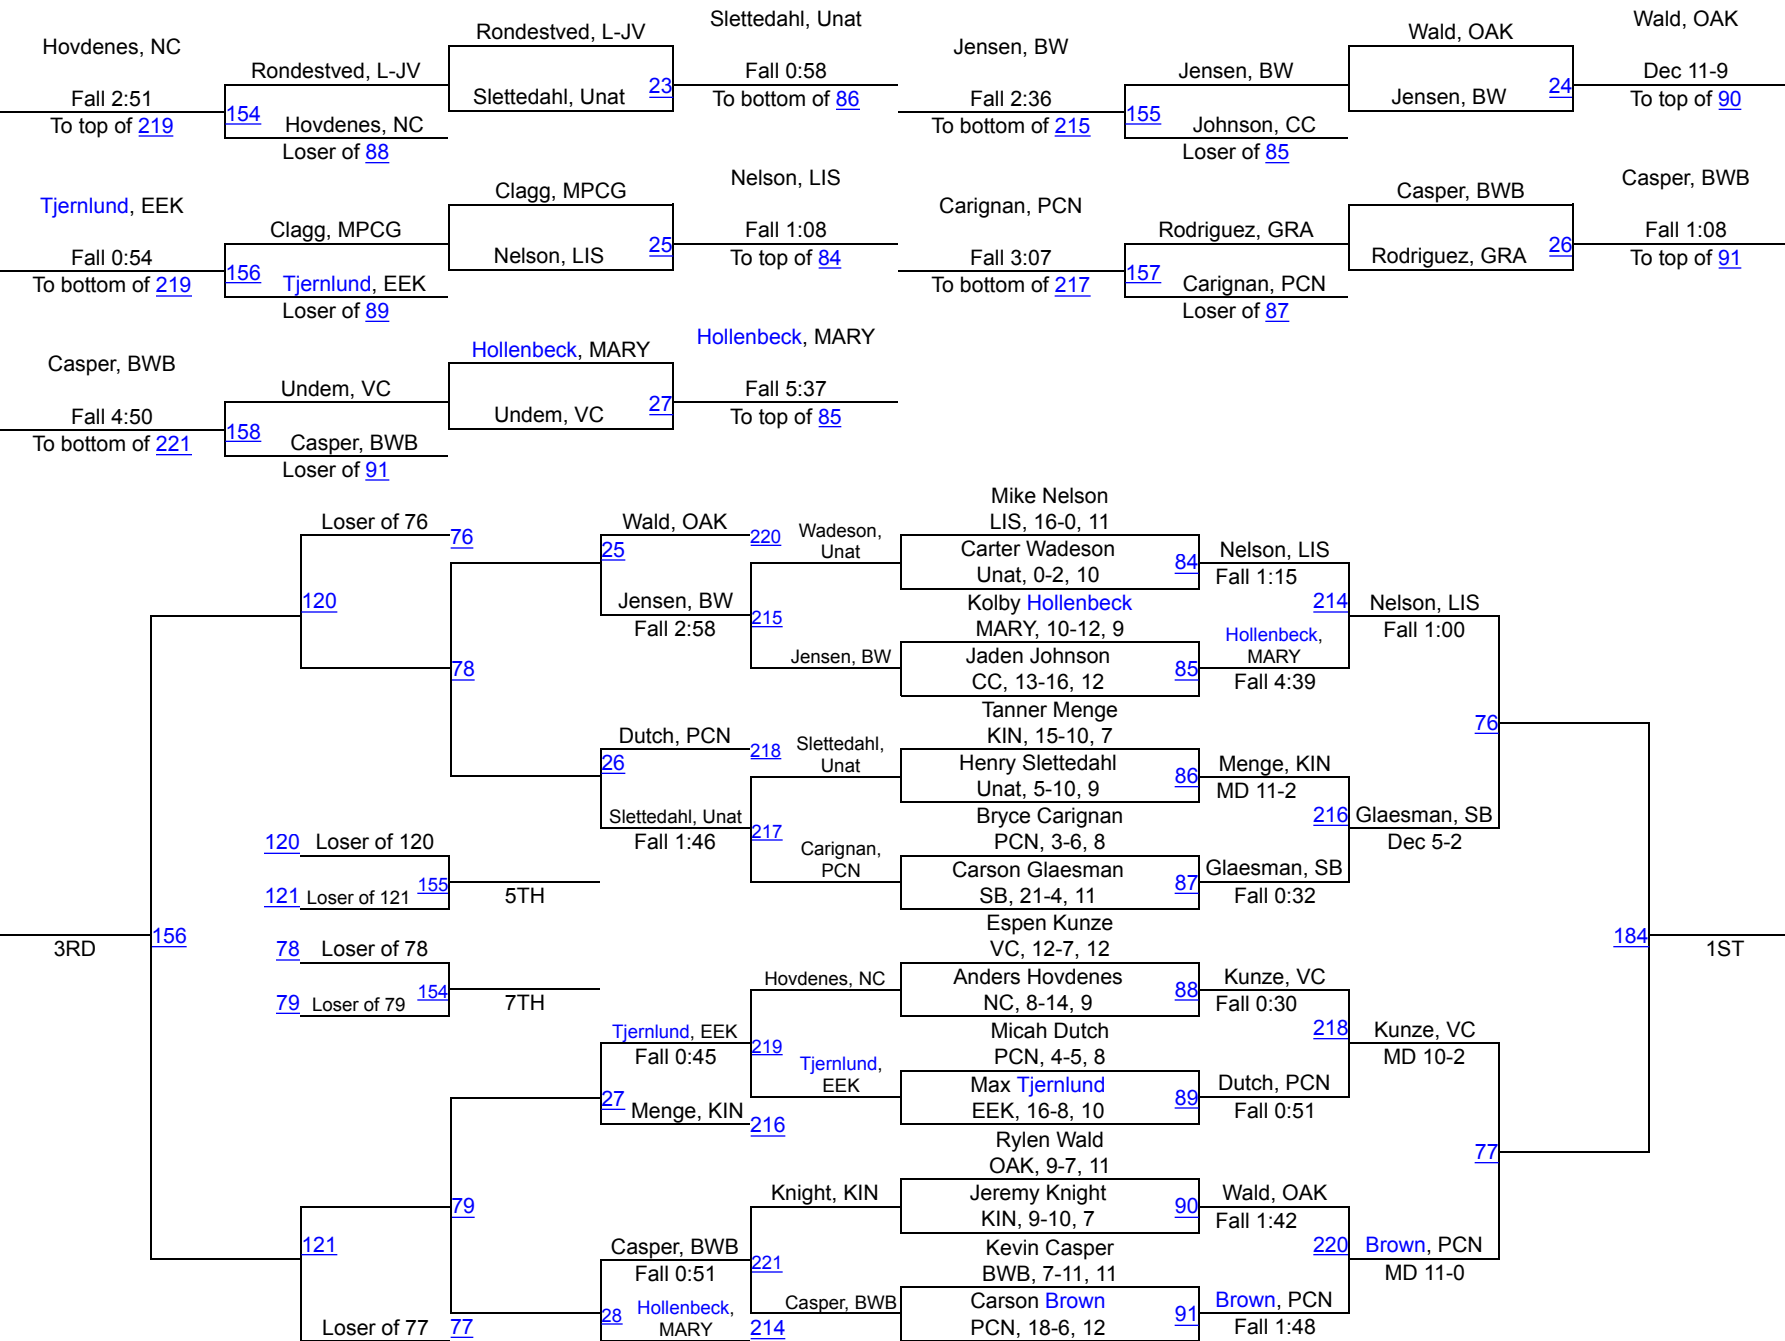 Hovdenes, NC
Fall 2:51
To top of 219
Rondestved, L-JV
154
Hovdenes, NC
Loser of 88
Rondestved, L-JV
Slettedahl, Unat
23
Slettedahl, Unat
Fall 0:58
To bottom of 86
Jensen, BW
Fall 2:36
To bottom of 215
Jensen, BW
155
Johnson, CC
Loser of 85
Wald, OAK
Jensen, BW
24
Wald, OAK
Dec 11-9
To top of 90
Tjernlund, EEK
Fall 0:54
To bottom of 219
Clagg, MPCG
156
Tjernlund, EEK
Loser of 89
Clagg, MPCG
Nelson, LIS
25
Nelson, LIS
Fall 1:08
To top of 84
Carignan, PCN
Fall 3:07
To bottom of 217
Rodriguez, GRA
157
Carignan, PCN
Loser of 87
Casper, BWB
Rodriguez, GRA
26
Casper, BWB
Fall 1:08
To top of 91
Casper, BWB
Fall 4:50
To bottom of 221
Undem, VC
158
Casper, BWB
Loser of 91
Hollenbeck, MARY
Undem, VC
27
Hollenbeck, MARY
Fall 5:37
To top of 85
3RD
156
Loser of 76
76
120
78
120 Loser of 120
121 Loser of 121
155
5TH
78 Loser of 78
79 Loser of 79
154
7TH
79
121
Loser of 77
77
Wald, OAK
220
25
Jensen, BW
Fall 2:58
215
Dutch, PCN
218
26
Slettedahl, Unat
Fall 1:46
217
Tjernlund, EEK
Fall 0:45
219
27
Menge, KIN
216
Casper, BWB
Fall 0:51
221
28
Hollenbeck,
MARY
214
Wadeson,
Unat
Jensen, BW
Slettedahl,
Unat
Carignan,
PCN
Hovdenes, NC
Tjernlund,
EEK
Knight, KIN
Casper, BWB
Mike Nelson
LIS, 16-0, 11
Carter Wadeson
Unat, 0-2, 10
84
Kolby Hollenbeck
MARY, 10-12, 9
Jaden Johnson
CC, 13-16, 12
85
Tanner Menge
KIN, 15-10, 7
Henry Slettedahl
Unat, 5-10, 9
86
Bryce Carignan
PCN, 3-6, 8
Carson Glaesman
SB, 21-4, 11
87
Espen Kunze
VC, 12-7, 12
Anders Hovdenes
NC, 8-14, 9
88
Micah Dutch
PCN, 4-5, 8
Max Tjernlund
EEK, 16-8, 10
89
Rylen Wald
OAK, 9-7, 11
Jeremy Knight
KIN, 9-10, 7
90
Kevin Casper
BWB, 7-11, 11
Carson Brown
PCN, 18-6, 12
91
Nelson, LIS
Fall 1:15
214
Hollenbeck,
MARY
Fall 4:39
Menge, KIN
MD 11-2
216
Glaesman, SB
Fall 0:32
Kunze, VC
Fall 0:30
218
Dutch, PCN
Fall 0:51
Wald, OAK
Fall 1:42
220
Brown, PCN
Fall 1:48
Nelson, LIS
Fall 1:00
76
Glaesman, SB
Dec 5-2
Kunze, VC
MD 10-2
77
Brown, PCN
MD 11-0
184
1ST